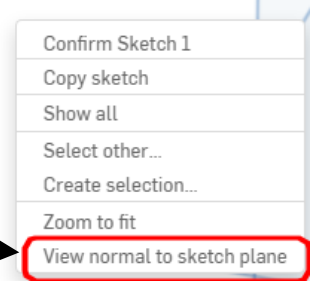 Confirm Sketch 1
Copy sketch
Show all
Select other...
Create selection...
Zoom to fit
View normal to sketch plane